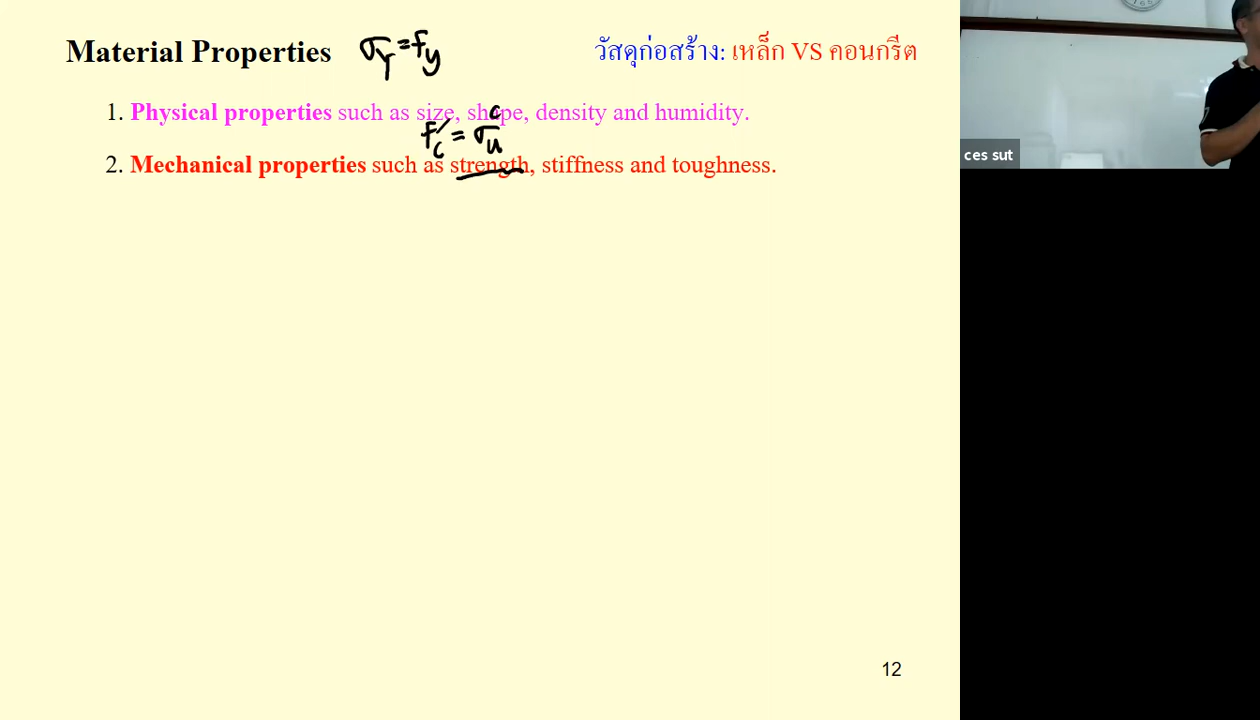 Material Properties σY = fy
วัสดุก่อสร้าง: เหล็ก VS คอนกรีต
1. Physical properties such as size, shape, density and humidity.
f'c = σu^c
2. Mechanical properties such as strength, stiffness and toughness.
ces sut
12